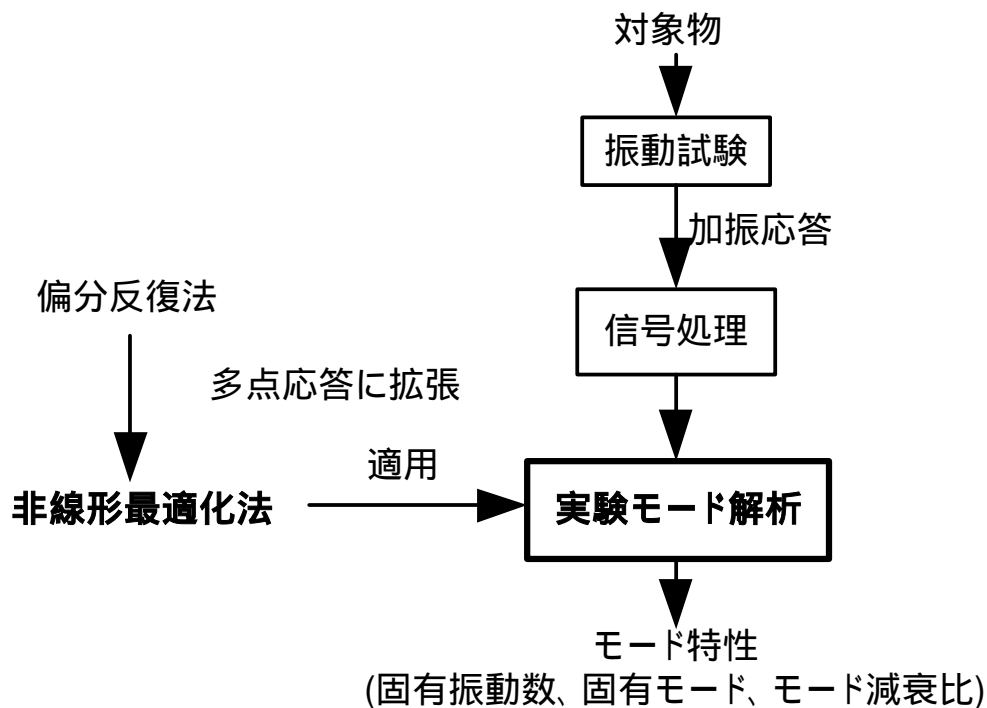 対象物
振動試験
加振応答
偏分反復法
信号処理
多点応答に拡張
適用
非線形最適化法
実験モード解析
モード特性
(固有振動数、固有モード、モード減衰比)